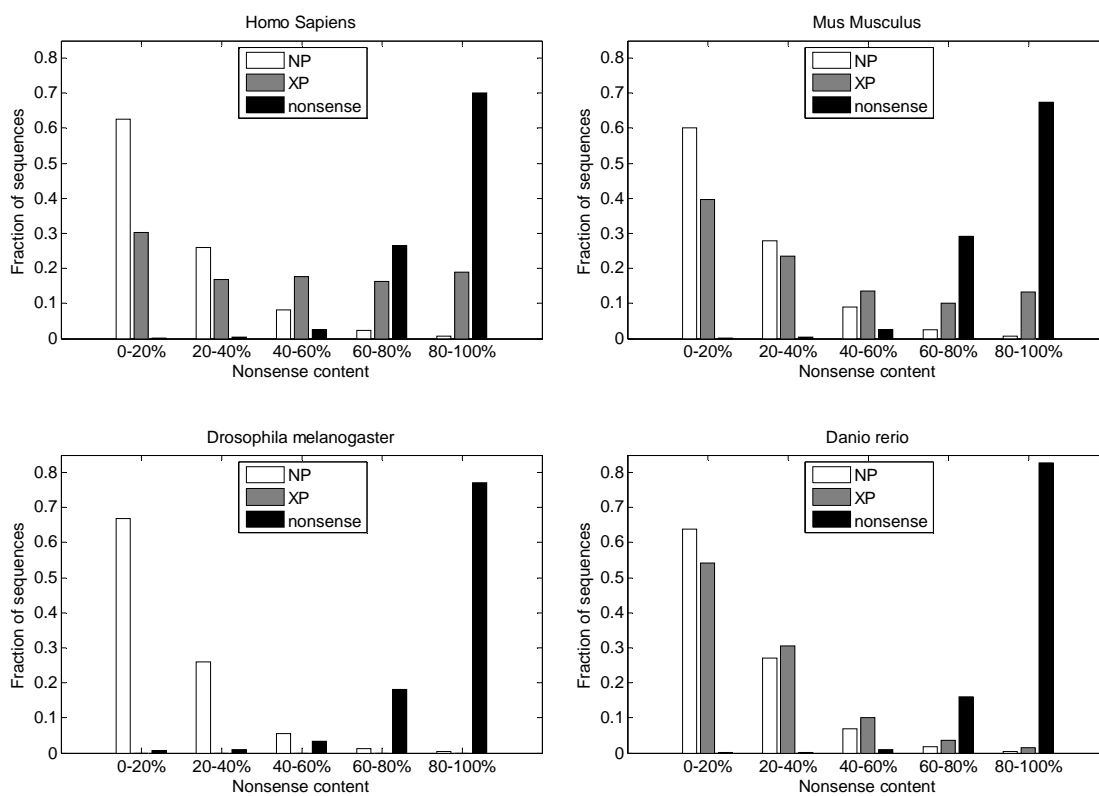 Homo Sapiens
0.8
0.7
0.6
0.5
0.4
0.3
0.2
0.1
0
Fraction of sequences
NP
XP
nonsense
0-20% 20-40% 40-60% 60-80% 80-100%
Nonsense content
Mus Musculus
0.8
0.7
0.6
0.5
0.4
0.3
0.2
0.1
0
Fraction of sequences
NP
XP
nonsense
0-20% 20-40% 40-60% 60-80% 80-100%
Nonsense content
Drosophila melanogaster
0.8
0.7
0.6
0.5
0.4
0.3
0.2
0.1
0
Fraction of sequences
NP
XP
nonsense
0-20% 20-40% 40-60% 60-80% 80-100%
Nonsense content
Danio rerio
0.8
0.7
0.6
0.5
0.4
0.3
0.2
0.1
0
Fraction of sequences
NP
XP
nonsense
0-20% 20-40% 40-60% 60-80% 80-100%
Nonsense content